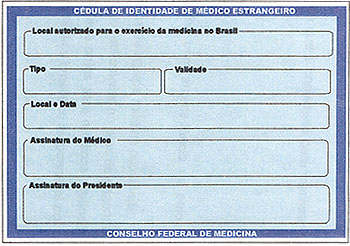 CÉDULA DE IDENTIDADE DE MÉDICO ESTRANGEIRO
Local autorizado para o exercício da medicina no Brasil
Tipo
Validade
Local e Data
Assinatura do Médico
Assinatura do Presidente
CONSELHO FEDERAL DE MEDICINA